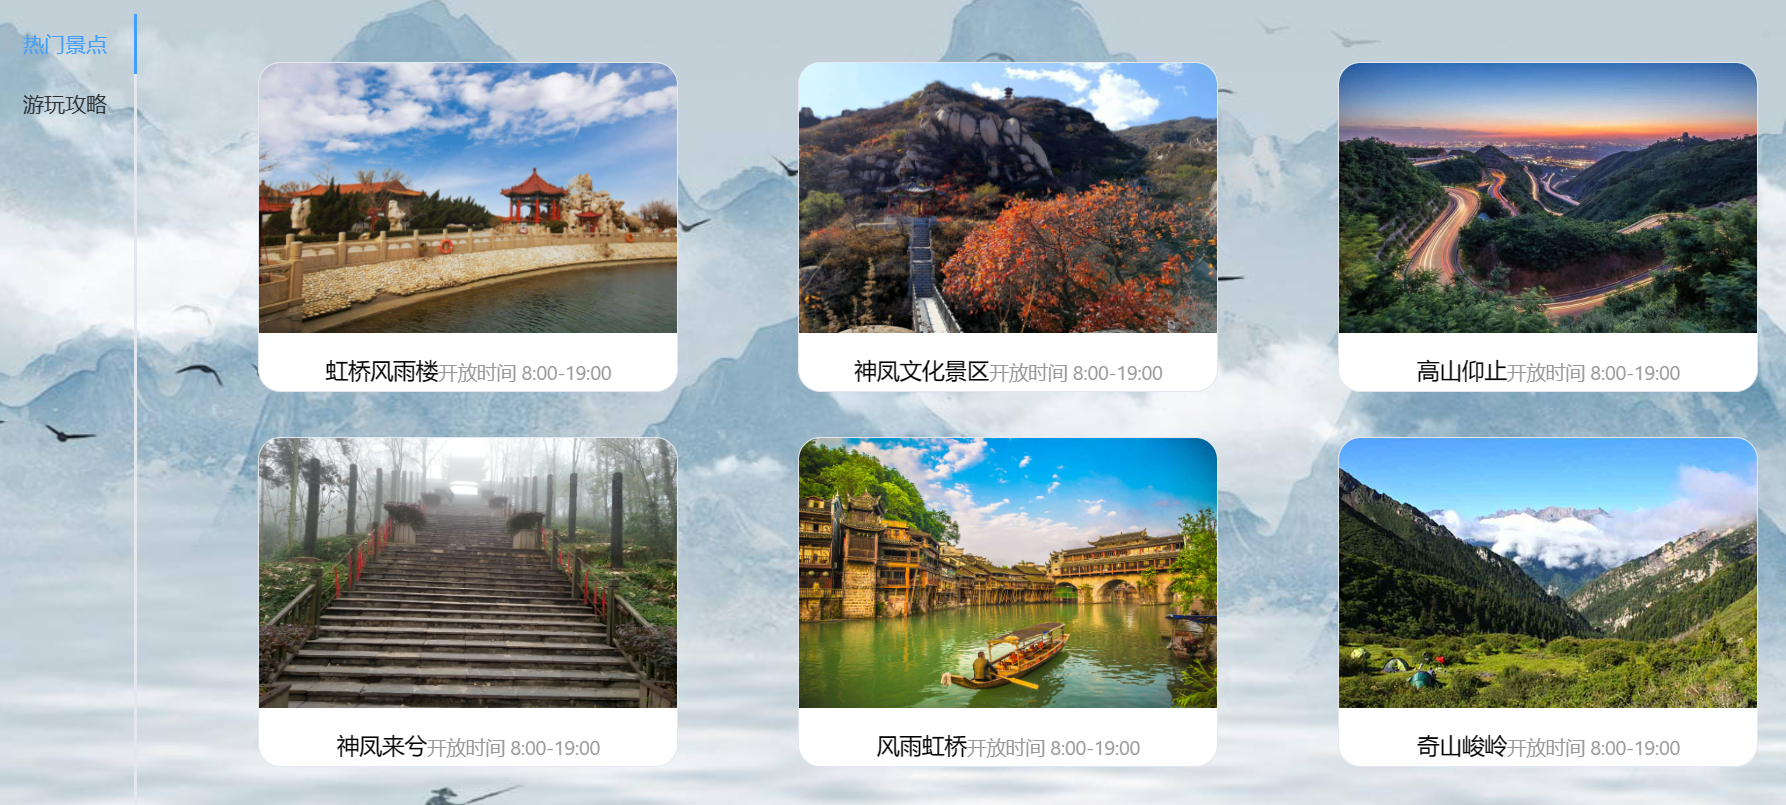 热门景点
游玩攻略
虹桥风雨楼开放时间 8:00-19:00
神凤文化景区开放时间 8:00-19:00
高山仰止开放时间 8:00-19:00
神凤来兮开放时间 8:00-19:00
风雨虹桥开放时间 8:00-19:00
奇山峻岭开放时间 8:00-19:00